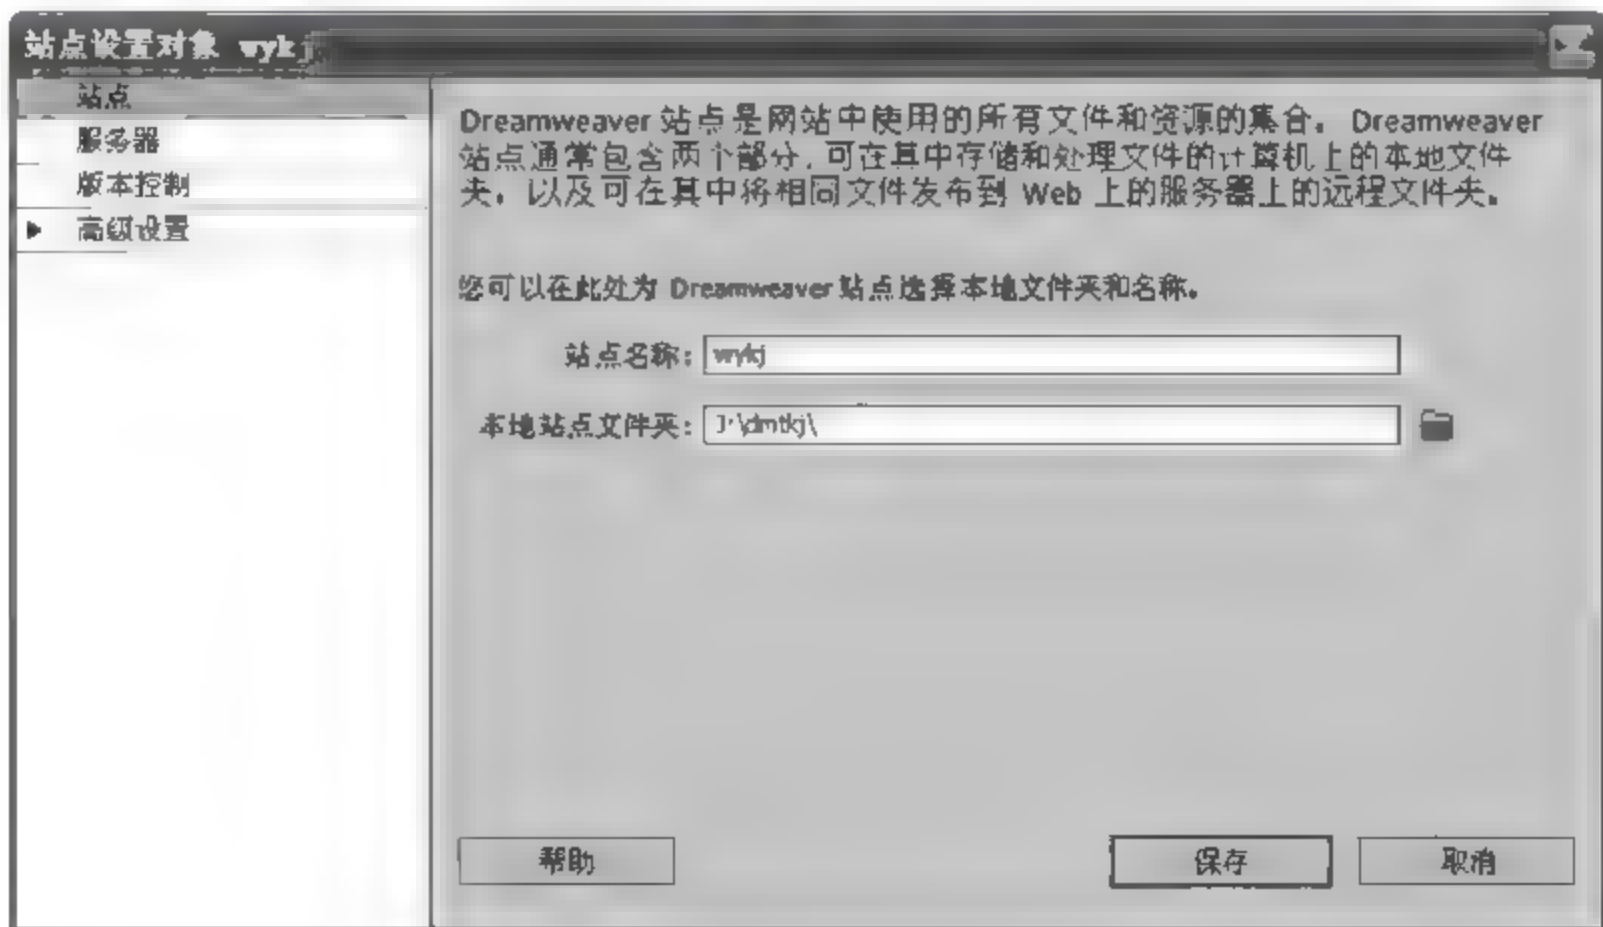 站点设置对象 wykj
站点
服务器
版本控制
高级设置
Dreamweaver 站点是网站中使用的所有文件和资源的集合。 Dreamweaver
站点通常包含两个部分,可在其中存储和处理文件的计算机上的本地文件
夹,以及可在其中将相同文件发布到 Web 上的服务器上的远程文件夹。
您可以在此处为 Dreamweaver 站点选择本地文件夹和名称。
站点名称: wykj
本地站点文件夹: J:\dmtkj\
帮助 保存 取消